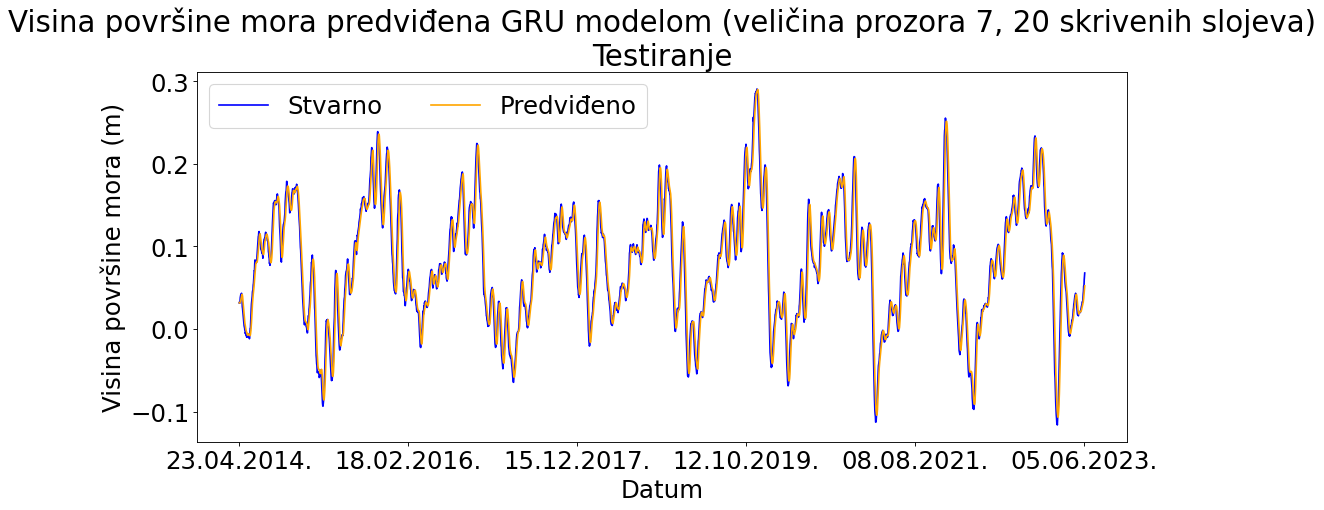 Visina površine mora predviđena GRU modelom (veličina prozora 7, 20 skrivenih slojeva)
Testiranje
Stvarno
Predviđeno
Visina površine mora (m)
0.3
0.2
0.1
0.0
−0.1
23.04.2014.
18.02.2016.
15.12.2017.
12.10.2019.
08.08.2021.
05.06.2023.
Datum